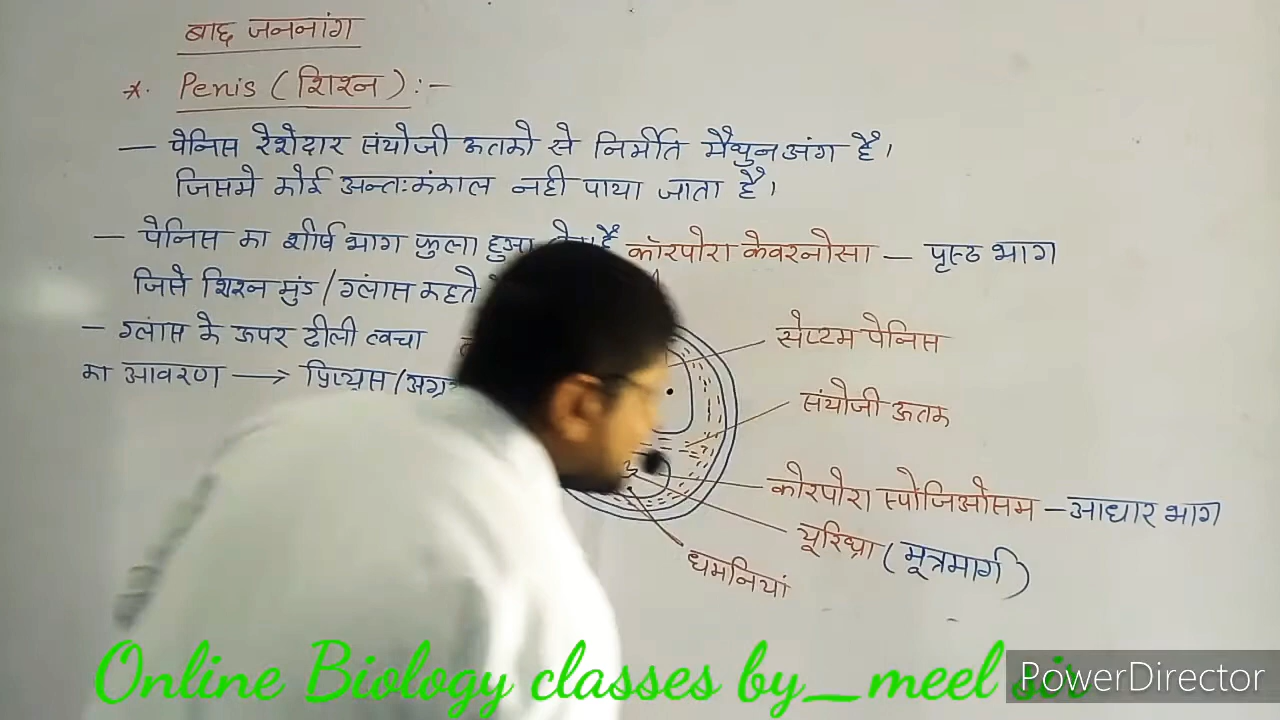 बाह्य जननांग
*. Penis (शिश्न) :-
— पेनिस रेशेदार संयोजी ऊतको से निर्मीत मैथुन अंग है।
जिसमे कोई अन्तःकंकाल नही पाया जाता है।
— पेनिस का शीर्ष भाग फुला हुआ
जिसे शिश्न मुंड/ग्लांस कहते
— ग्लांस के ऊपर ढीली त्वचा
का आवरण —> प्रिप्यूस/अग्र
कॉरपोरा केवरनोसा — पृष्ठ भाग
सेप्टम पेनिस
संयोजी ऊतक
कोरपोरा स्पोंजिओसम — आधार भाग
यूरिथ्रा (मूत्रमार्ग)
धमनियां
Online Biology classes by_meel
PowerDirector